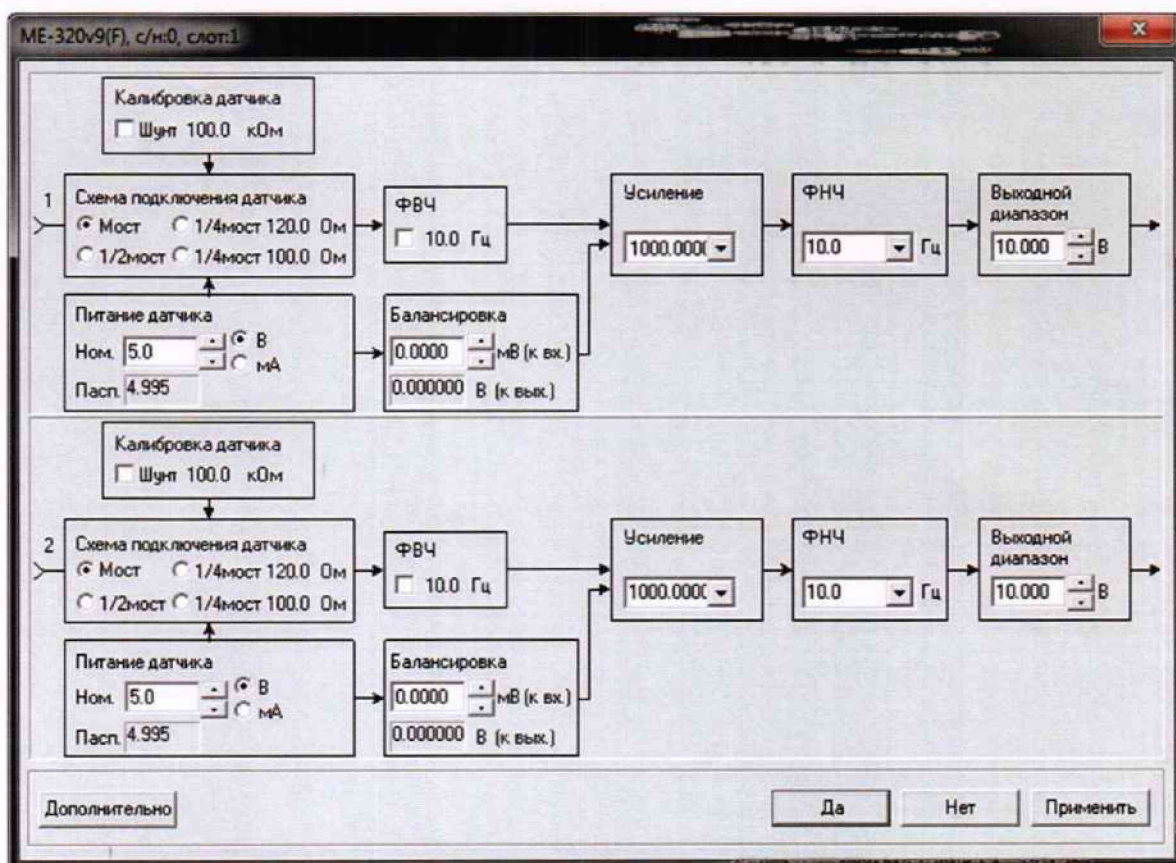 ME-320v9(F), с/н:0, слот:1
Калибровка датчика
Шунт 100.0 кОм
1
Схема подключения датчика
Мост 1/4мост 120.0 Ом
1/2мост 1/4мост 100.0 Ом
ФВЧ
10.0 Гц
Усиление
1000.000(
ФНЧ
10.0 Гц
Выходной
диапазон
10.000 В
Питание датчика
Ном. 5.0 В
мА
Пасп. 4.995
Балансировка
0.0000 мВ (к вх.)
0.000000 В (к вых.)
Калибровка датчика
Шунт 100.0 кОм
2
Схема подключения датчика
Мост 1/4мост 120.0 Ом
1/2мост 1/4мост 100.0 Ом
ФВЧ
10.0 Гц
Усиление
1000.000(
ФНЧ
10.0 Гц
Выходной
диапазон
10.000 В
Питание датчика
Ном. 5.0 В
мА
Пасп. 4.995
Балансировка
0.0000 мВ (к вх.)
0.000000 В (к вых.)
Дополнительно
Да
Нет
Применить